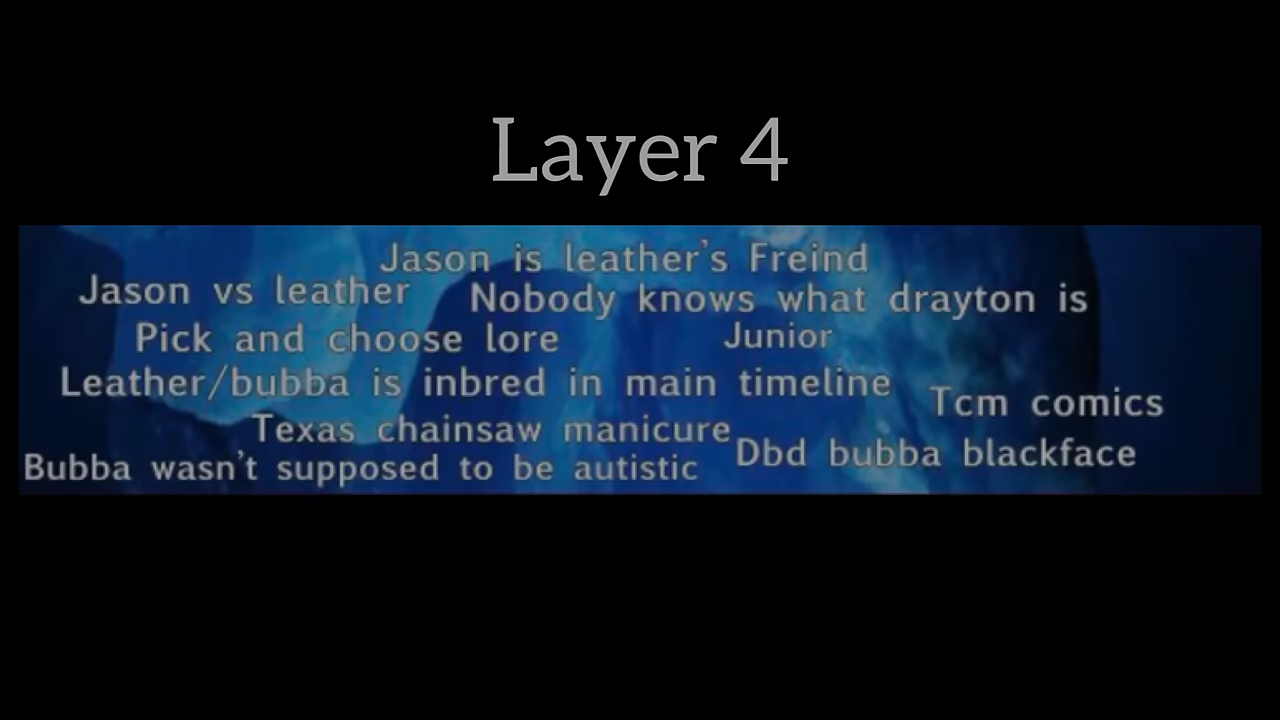 Layer 4
Jason is leather's Freind
Jason vs leather
Nobody knows what drayton is
Pick and choose lore
Junior
Leather/bubba is inbred in main timeline
Tcm comics
Texas chainsaw manicure
Dbd bubba blackface
Bubba wasn't supposed to be autistic